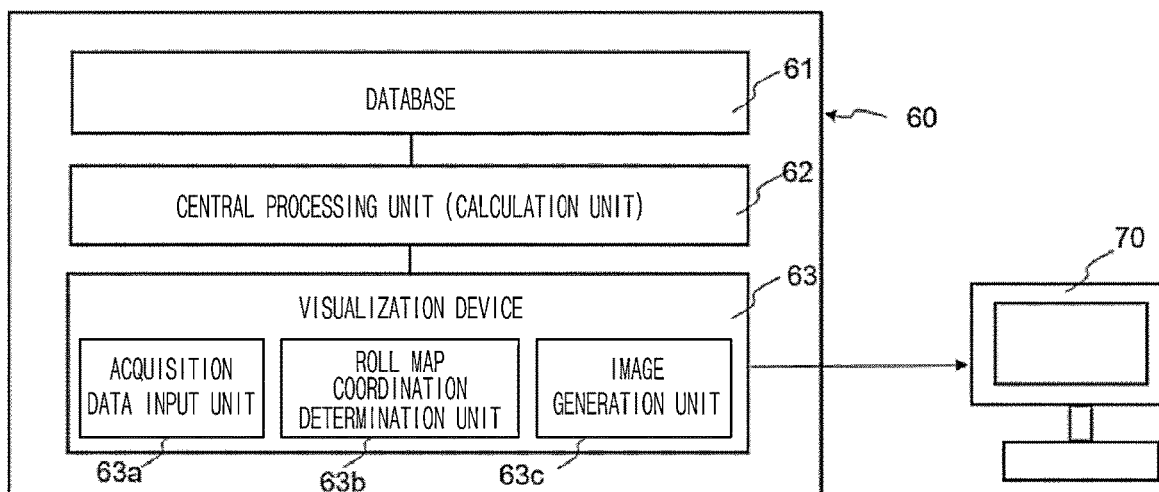 61
DATABASE
60
62
CENTRAL PROCESSING UNIT (CALCULATION UNIT)
63
VISUALIZATION DEVICE
70
ACQUISITION
DATA INPUT UNIT
ROLL MAP
COORDINATION
DETERMINATION UNIT
IMAGE
GENERATION UNIT
63a
63b
63c